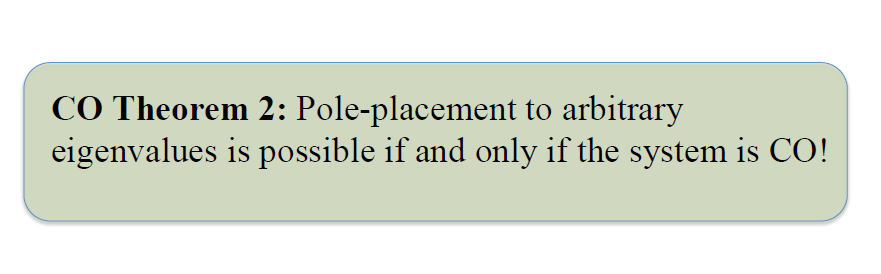 CO Theorem 2: Pole-placement to arbitrary
eigenvalues is possible if and only if the system is CO!